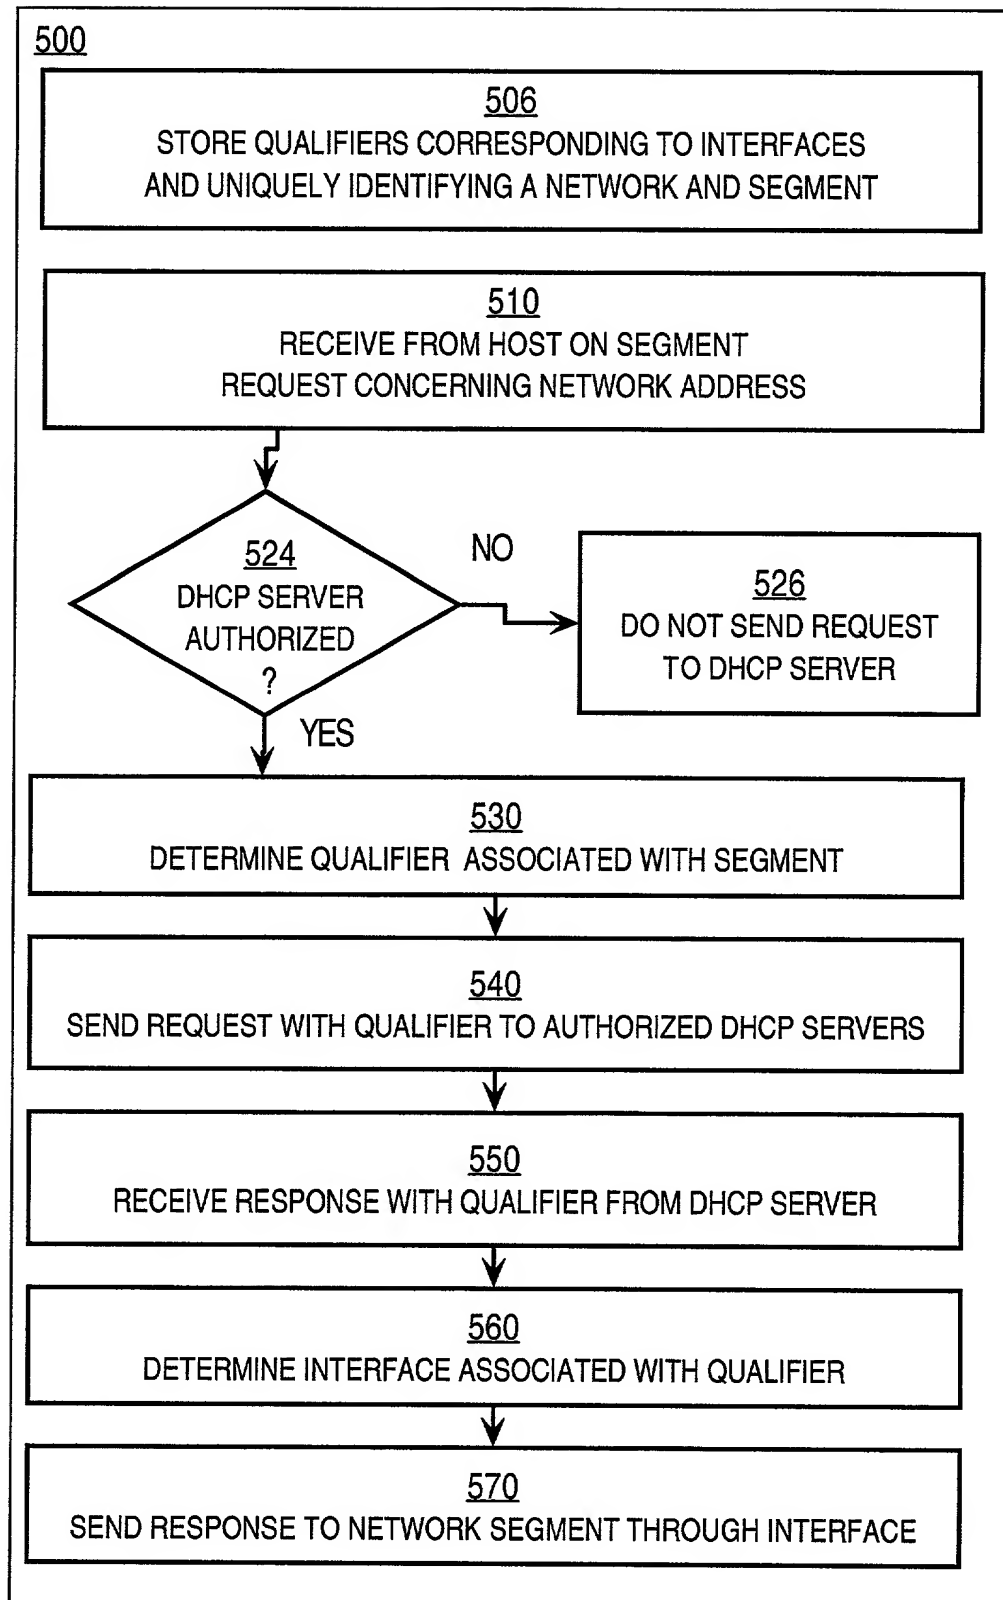 500
506
STORE QUALIFIERS CORRESPONDING TO INTERFACES
AND UNIQUELY IDENTIFYING A NETWORK AND SEGMENT
510
RECEIVE FROM HOST ON SEGMENT
REQUEST CONCERNING NETWORK ADDRESS
524
DHCP SERVER
AUTHORIZED
?
NO
526
DO NOT SEND REQUEST
TO DHCP SERVER
YES
530
DETERMINE QUALIFIER ASSOCIATED WITH SEGMENT
540
SEND REQUEST WITH QUALIFIER TO AUTHORIZED DHCP SERVERS
550
RECEIVE RESPONSE WITH QUALIFIER FROM DHCP SERVER
560
DETERMINE INTERFACE ASSOCIATED WITH QUALIFIER
570
SEND RESPONSE TO NETWORK SEGMENT THROUGH INTERFACE